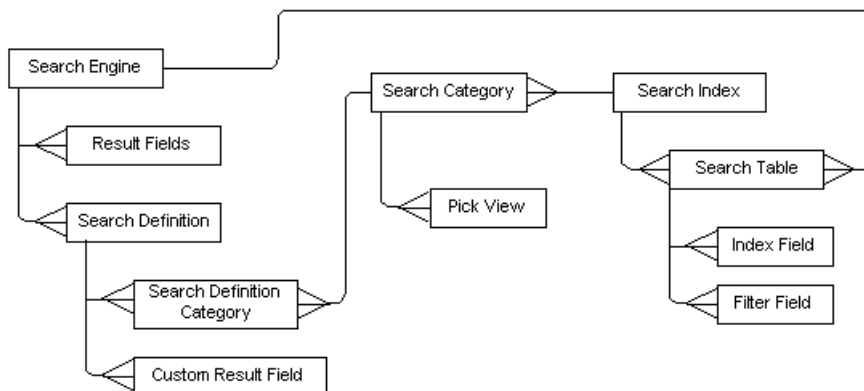 Search Engine
Result Fields
Search Definition
Search Definition
Category
Custom Result Field
Search Category
Pick View
Search Index
Search Table
Index Field
Filter Field